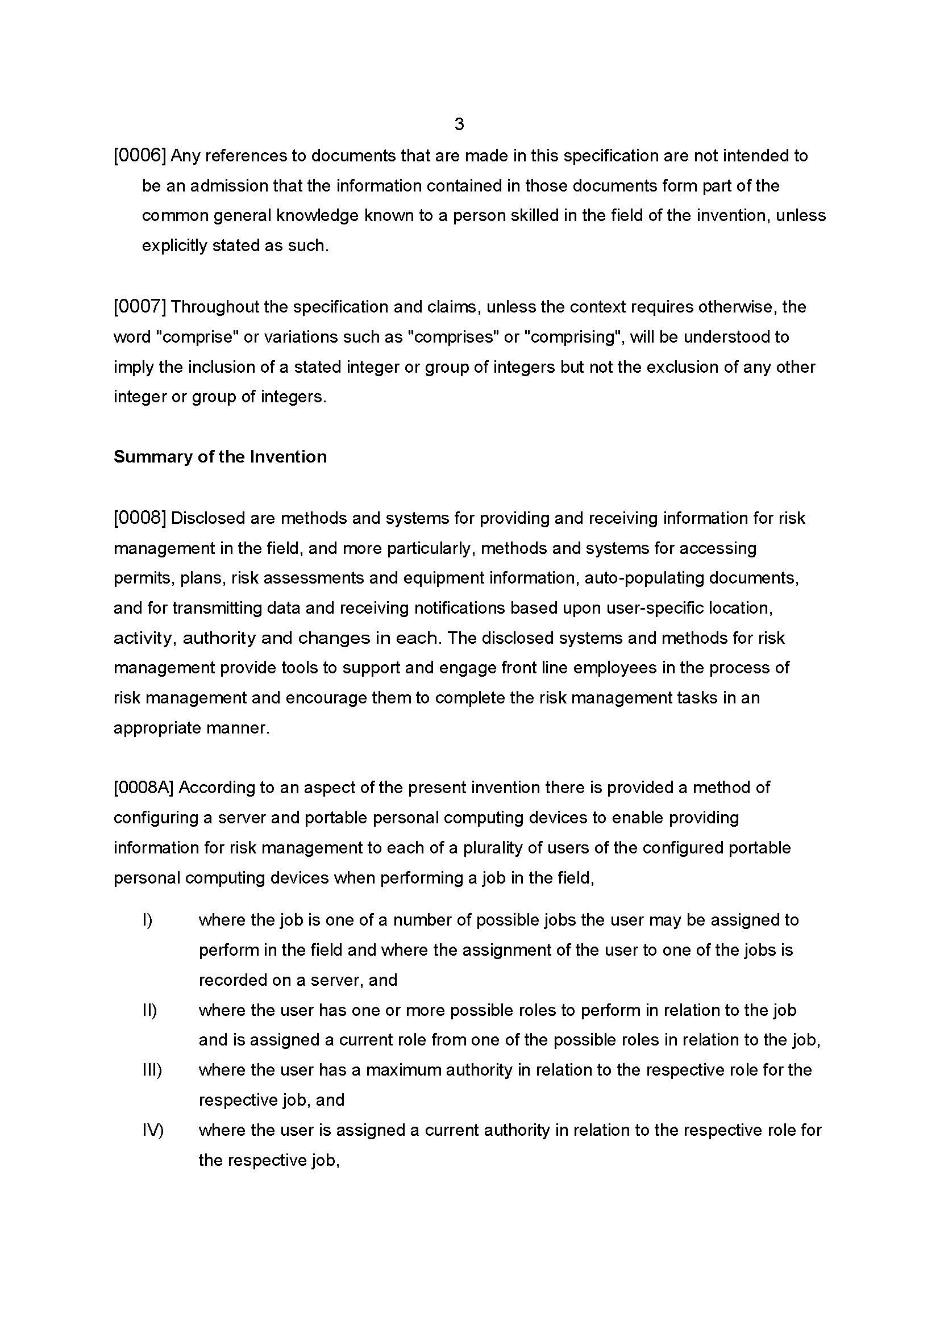 3
[0006] Any references to documents that are made in this specification are not intended to
be an admission that the information contained in those documents form part of the
common general knowledge known to a person skilled in the field of the invention, unless
explicitly stated as such.
[0007] Throughout the specification and claims, unless the context requires otherwise, the
word "comprise" or variations such as "comprises" or "comprising", will be understood to
imply the inclusion of a stated integer or group of integers but not the exclusion of any other
integer or group of integers.
Summary of the Invention
[0008] Disclosed are methods and systems for providing and receiving information for risk
management in the field, and more particularly, methods and systems for accessing
permits, plans, risk assessments and equipment information, auto-populating documents,
and for transmitting data and receiving notifications based upon user-specific location,
activity, authority and changes in each. The disclosed systems and methods for risk
management provide tools to support and engage front line employees in the process of
risk management and encourage them to complete the risk management tasks in an
appropriate manner.
[0008A] According to an aspect of the present invention there is provided a method of
configuring a server and portable personal computing devices to enable providing
information for risk management to each of a plurality of users of the configured portable
personal computing devices when performing a job in the field,
I) where the job is one of a number of possible jobs the user may be assigned to
perform in the field and where the assignment of the user to one of the jobs is
recorded on a server, and
II) where the user has one or more possible roles to perform in relation to the job
and is assigned a current role from one of the possible roles in relation to the job,
III) where the user has a maximum authority in relation to the respective role for the
respective job, and
IV) where the user is assigned a current authority in relation to the respective role for
the respective job,